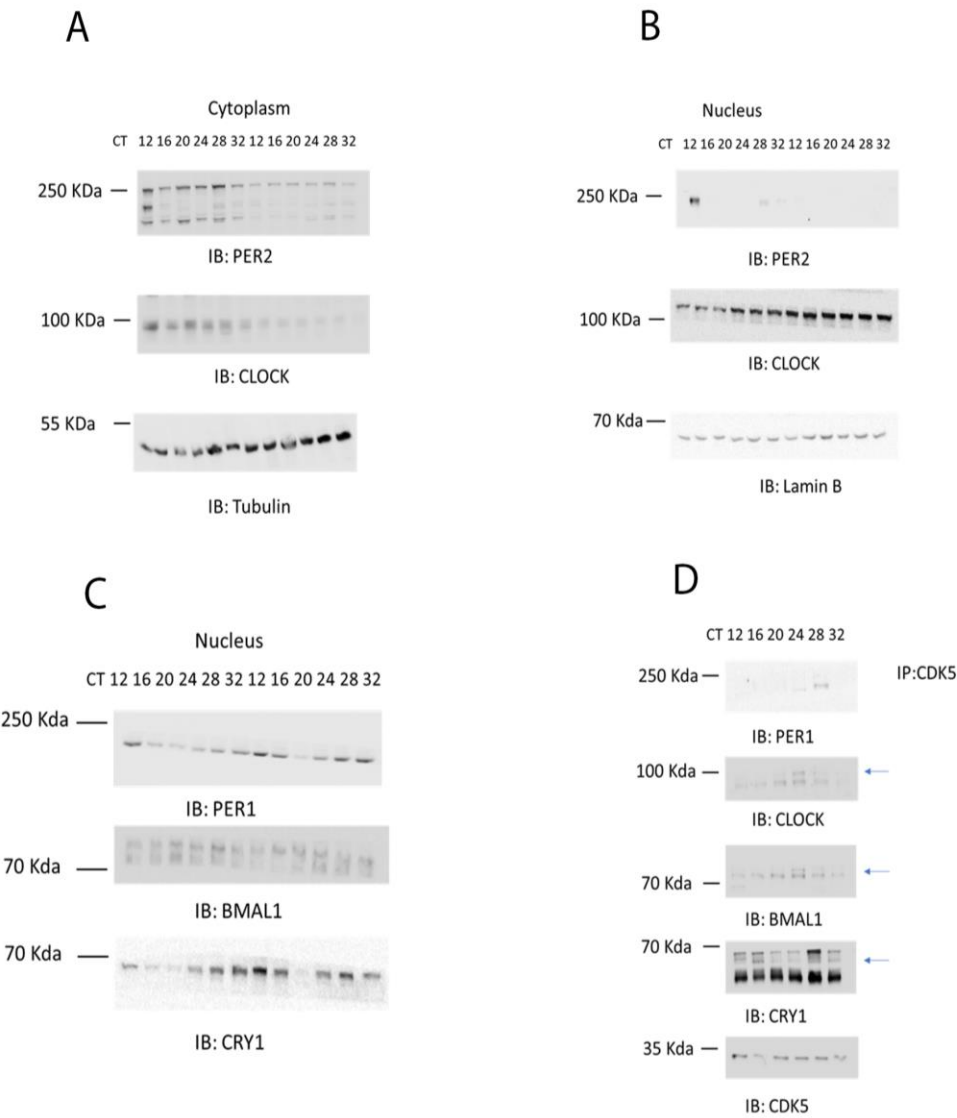 A
Cytoplasm
CT 12 16 20 24 28 32 12 16 20 24 28 32
250 KDa
IB: PER2
100 KDa
IB: CLOCK
55 KDa
IB: Tubulin
B
Nucleus
CT 12 16 20 24 28 32 12 16 20 24 28 32
250 KDa
IB: PER2
100 KDa
IB: CLOCK
70 Kda
IB: Lamin B
C
Nucleus
CT 12 16 20 24 28 32 12 16 20 24 28 32
250 Kda
IB: PER1
70 Kda
IB: BMAL1
70 Kda
IB: CRY1
D
CT 12 16 20 24 28 32
250 Kda
IP:CDK5
IB: PER1
100 Kda
IB: CLOCK
70 Kda
IB: BMAL1
70 Kda
IB: CRY1
35 Kda
IB: CDK5